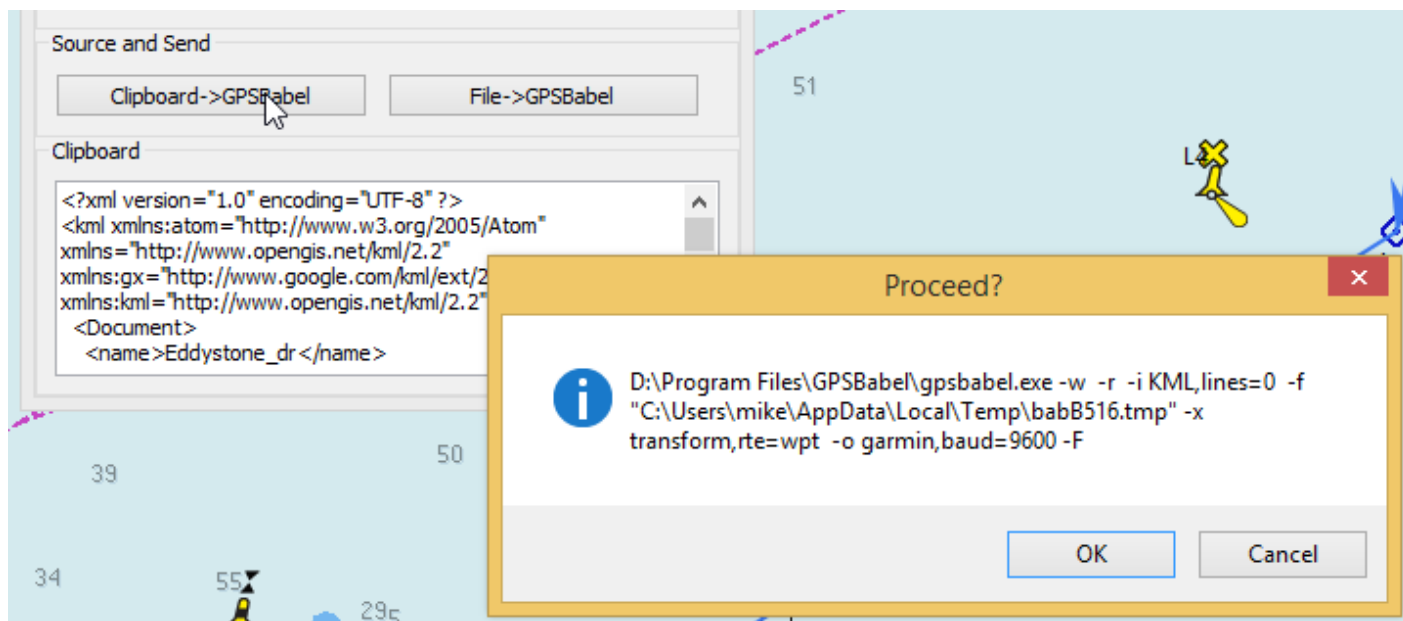 Source and Send
Clipboard->GPSBabel
File->GPSBabel
51
Clipboard
<?xml version="1.0" encoding="UTF-8" ?>
<kml xmlns:atom="http://www.w3.org/2005/Atom"
xmlns="http://www.opengis.net/kml/2.2"
xmlns:gx="http://www.google.com/kml/ext/2
xmlns:kml="http://www.opengis.net/kml/2.2"
<Document>
<name>Eddystone_dr</name>
Proceed?
D:\Program Files\GPSBabel\gpsbabel.exe -w -r -i KML,lines=0 -f
"C:\Users\mike\AppData\Local\Temp\babB516.tmp" -x
transform,rte=wpt -o garmin,baud=9600 -F
OK
Cancel
50
39
34
55
295